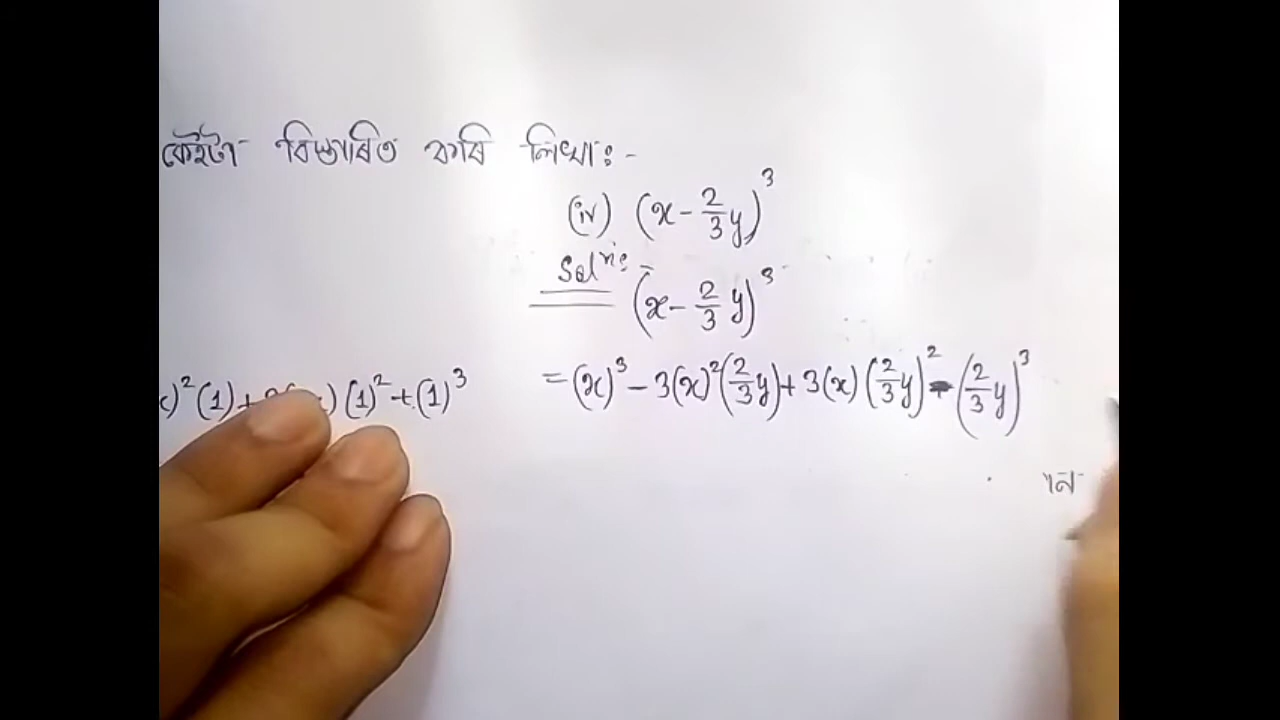 কেইটা বিস্তাৰিত কৰি লিখা:-
(iv) (x - 2/3 y)³
Solⁿ:-
(x - 2/3 y)³
)²(1) + (1)² + (1)³
= (x)³ - 3(x)²(2/3 y) + 3(x)(2/3 y)² - (2/3 y)³